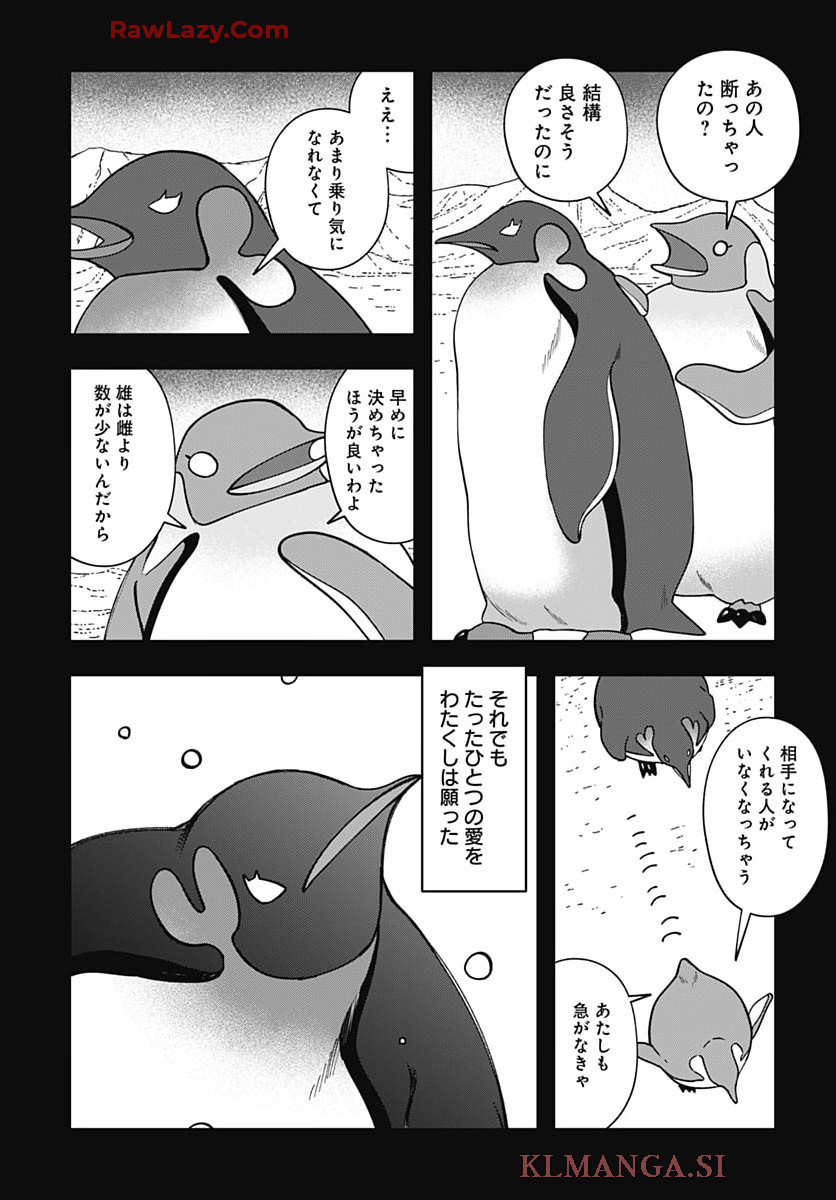 RawLazy.Com
あの人
断っちゃっ
たの?
結構
良さそう
だったのに
ええ…
あまり乗り気に
なれなくて
早めに
決めちゃった
ほうが良いわよ
雄は雌より
数が少ないんだから
相手になって
くれる人が
いなくなっちゃう
あたしも
急がなきゃ
それでも
たったひとつの愛を
わたくしは願った
KLMANGA.SI